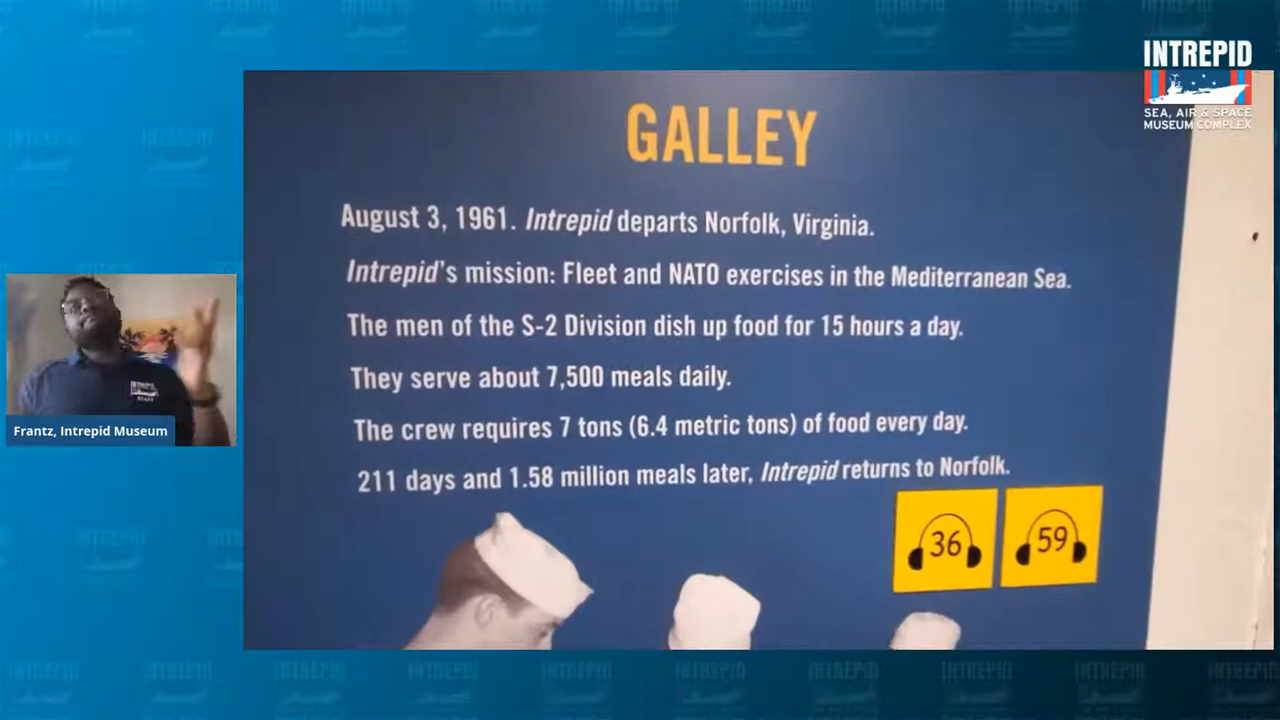 INTREPID
SEA, AIR & SPACE
MUSEUM COMPLEX
GALLEY
August 3, 1961. Intrepid departs Norfolk, Virginia.
Intrepid's mission: Fleet and NATO exercises in the Mediterranean Sea.
The men of the S-2 Division dish up food for 15 hours a day.
They serve about 7,500 meals daily.
The crew requires 7 tons (6.4 metric tons) of food every day.
211 days and 1.58 million meals later, Intrepid returns to Norfolk.
36 59
INTREPID
STAFF
Frantz, Intrepid Museum